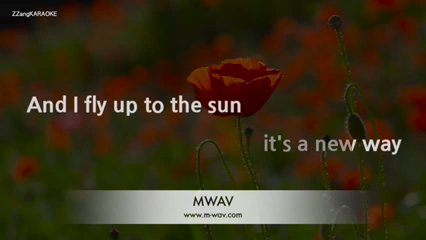 ZZangKARAOKE
And I fly up to the sun
it's a new way
MWAV
www.m-wav.com